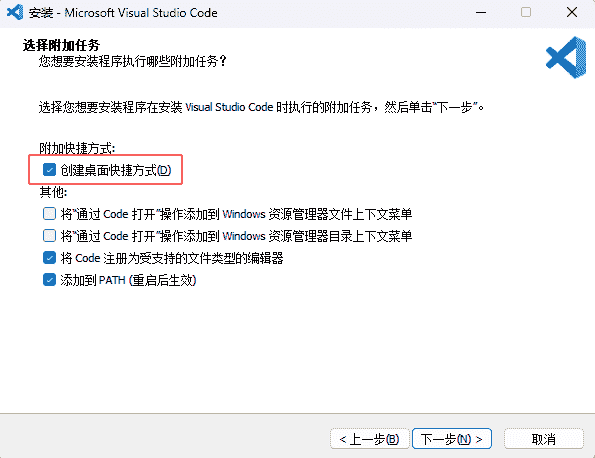 安装 - Microsoft Visual Studio Code
选择附加任务
您想要安装程序执行哪些附加任务？
选择您想要安装程序在安装 Visual Studio Code 时执行的附加任务，然后单击“下一步”。
附加快捷方式:
创建桌面快捷方式(D)
其他:
将“通过 Code 打开”操作添加到 Windows 资源管理器文件上下文菜单
将“通过 Code 打开”操作添加到 Windows 资源管理器目录上下文菜单
将 Code 注册为受支持的文件类型的编辑器
添加到 PATH (重启后生效)
< 上一步(B) 下一步(N) > 取消